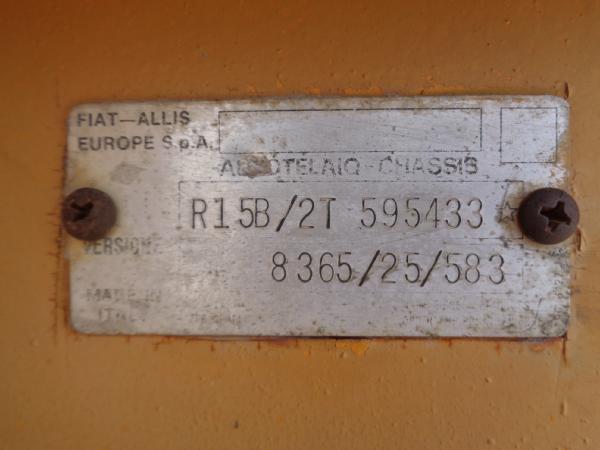 FIAT—ALLIS
EUROPE S.p.A.
AUTOTELAIO-CHASSIS
R15B/2T 595433
VERSIONE
8365/25/583
MADE IN
ITALY